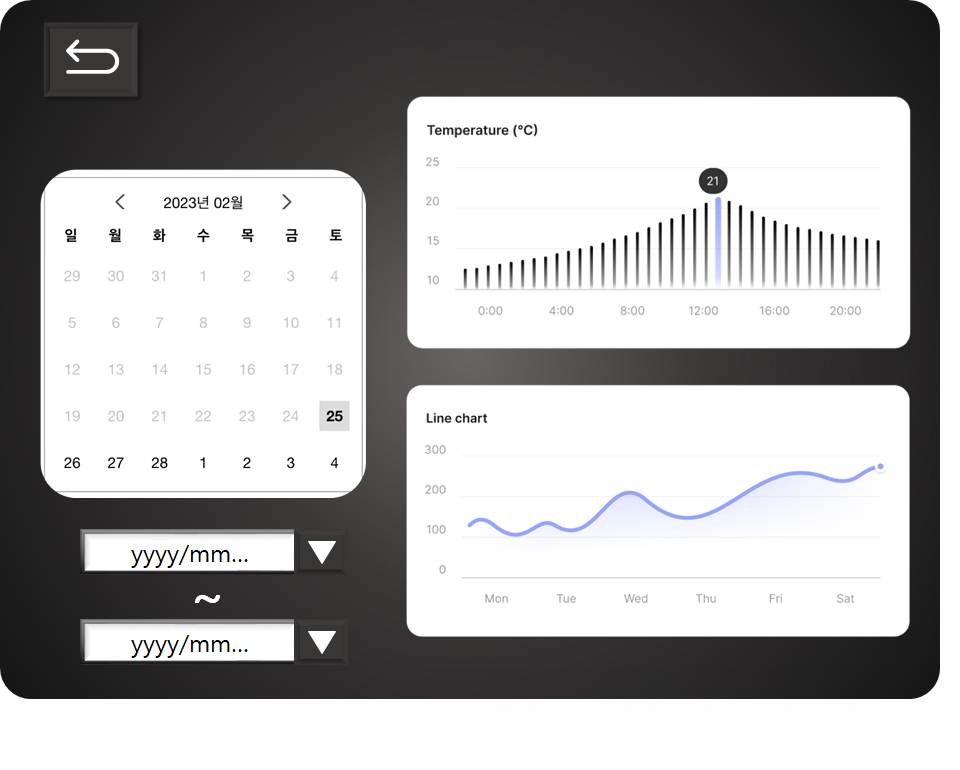 2023년 02월
일 월 화 수 목 금 토
29 30 31 1 2 3 4
5 6 7 8 9 10 11
12 13 14 15 16 17 18
19 20 21 22 23 24 25
26 27 28 1 2 3 4
yyyy/mm...
~
yyyy/mm...
Temperature (°C)
25
21
20
15
10
0:00 4:00 8:00 12:00 16:00 20:00
Line chart
300
200
100
0
Mon Tue Wed Thu Fri Sat